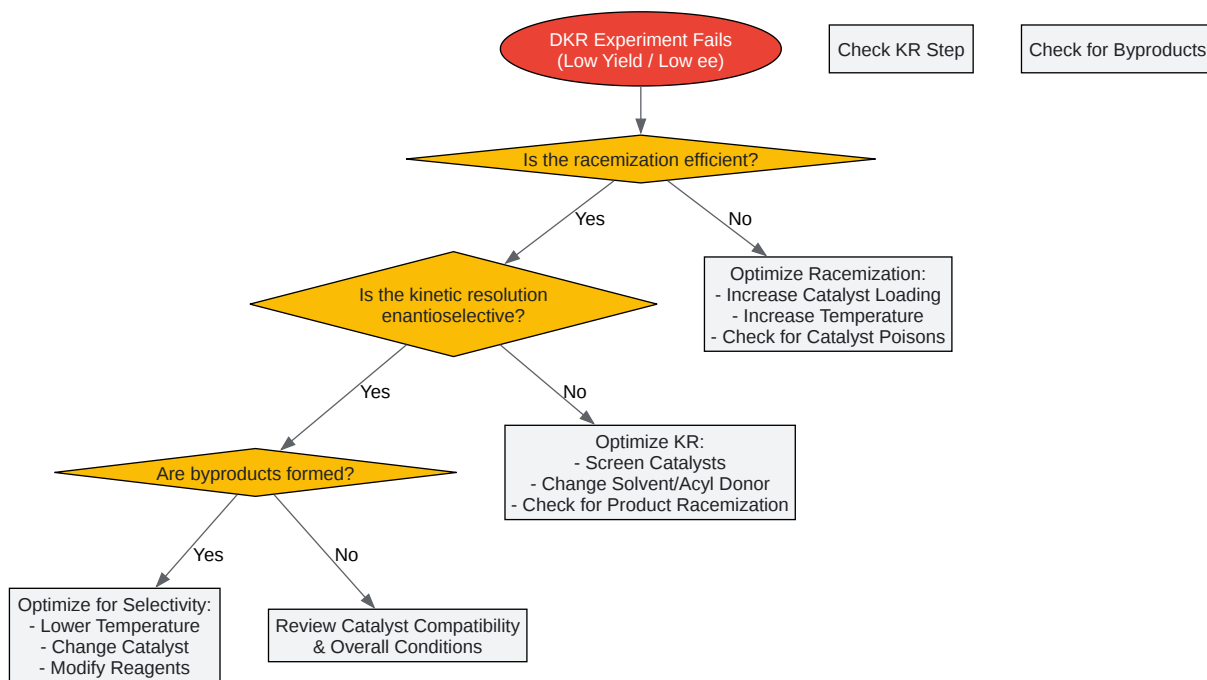 DKR Experiment Fails
(Low Yield / Low ee)
Check KR Step
Check for Byproducts
Is the racemization efficient?
Yes
No
Is the kinetic resolution
enantioselective?
Optimize Racemization:
- Increase Catalyst Loading
- Increase Temperature
- Check for Catalyst Poisons
Yes
No
Are byproducts formed?
Optimize KR:
- Screen Catalysts
- Change Solvent/Acyl Donor
- Check for Product Racemization
Yes
No
Optimize for Selectivity:
- Lower Temperature
- Change Catalyst
- Modify Reagents
Review Catalyst Compatibility
& Overall Conditions